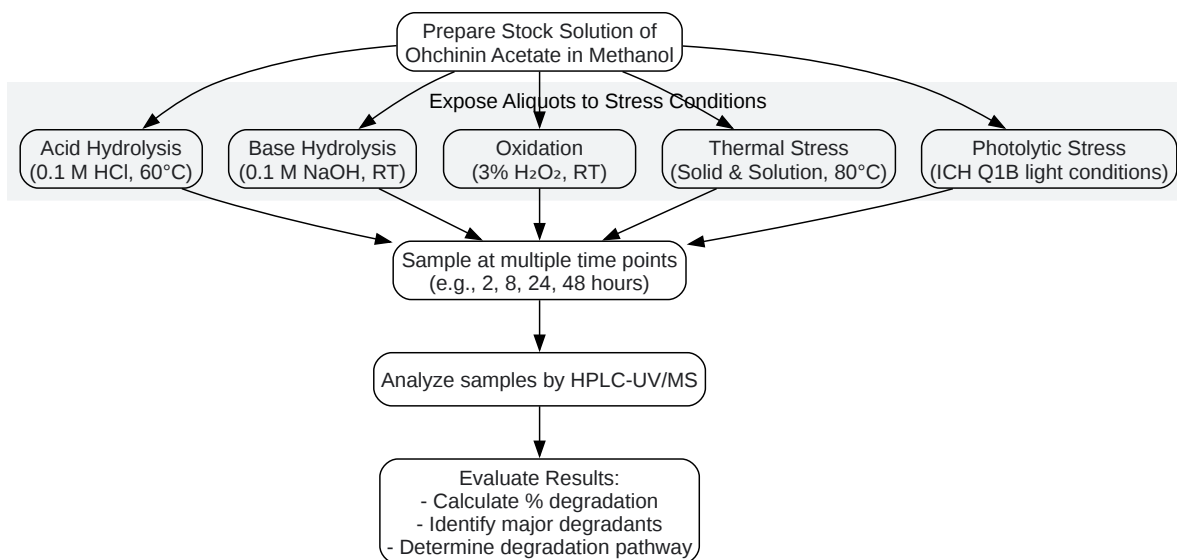 Prepare Stock Solution of
Ohchinin Acetate in Methanol
Expose Aliquots to Stress Conditions
Acid Hydrolysis
(0.1 M HCl, 60°C)
Base Hydrolysis
(0.1 M NaOH, RT)
Oxidation
(3% H₂O₂, RT)
Thermal Stress
(Solid & Solution, 80°C)
Photolytic Stress
(ICH Q1B light conditions)
Sample at multiple time points
(e.g., 2, 8, 24, 48 hours)
Analyze samples by HPLC-UV/MS
Evaluate Results:
- Calculate % degradation
- Identify major degradants
- Determine degradation pathway